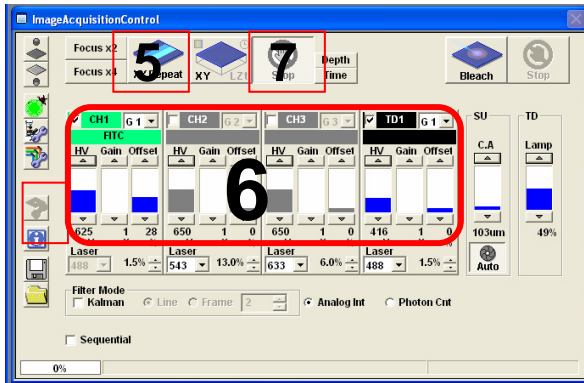 ImageAcquisitionControl
Focus x2
Focus x4
XY Repeat
XY
LZt
Stop
Depth
Time
Bleach
Stop
5
7
CH1 G 1 CH2 G 2 CH3 G 3 TD1 G 1
FITC
HV Gain Offset HV Gain Offset HV Gain Offset HV Gain Offset
6
625 1 28 650 1 0 650 1 0 416 1 0
Laser Laser Laser Laser
488 1.5% 543 13.0% 633 6.0% 488 1.5%
SU
C.A
103um
Auto
TD
Lamp
49%
Filter Mode
Kalman Line Frame 2 Analog Int Photon Cnt
Sequential
0%